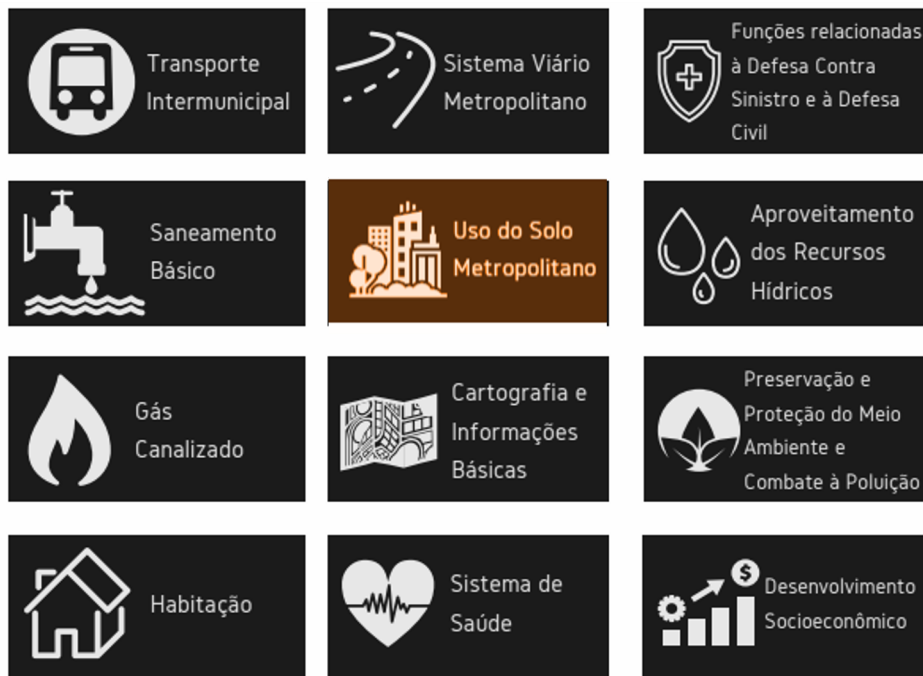 Transporte
Intermunicipal
Sistema Viário
Metropolitano
Funções relacionadas
à Defesa Contra
Sinistro e à Defesa
Civil
Saneamento
Básico
Uso do Solo
Metropolitano
Aproveitamento
dos Recursos
Hídricos
Gás
Canalizado
Cartografia e
Informações
Básicas
Preservação e
Proteção do Meio
Ambiente e
Combate à Poluição
Habitação
Sistema de
Saúde
$
Desenvolvimento
Socioeconômico